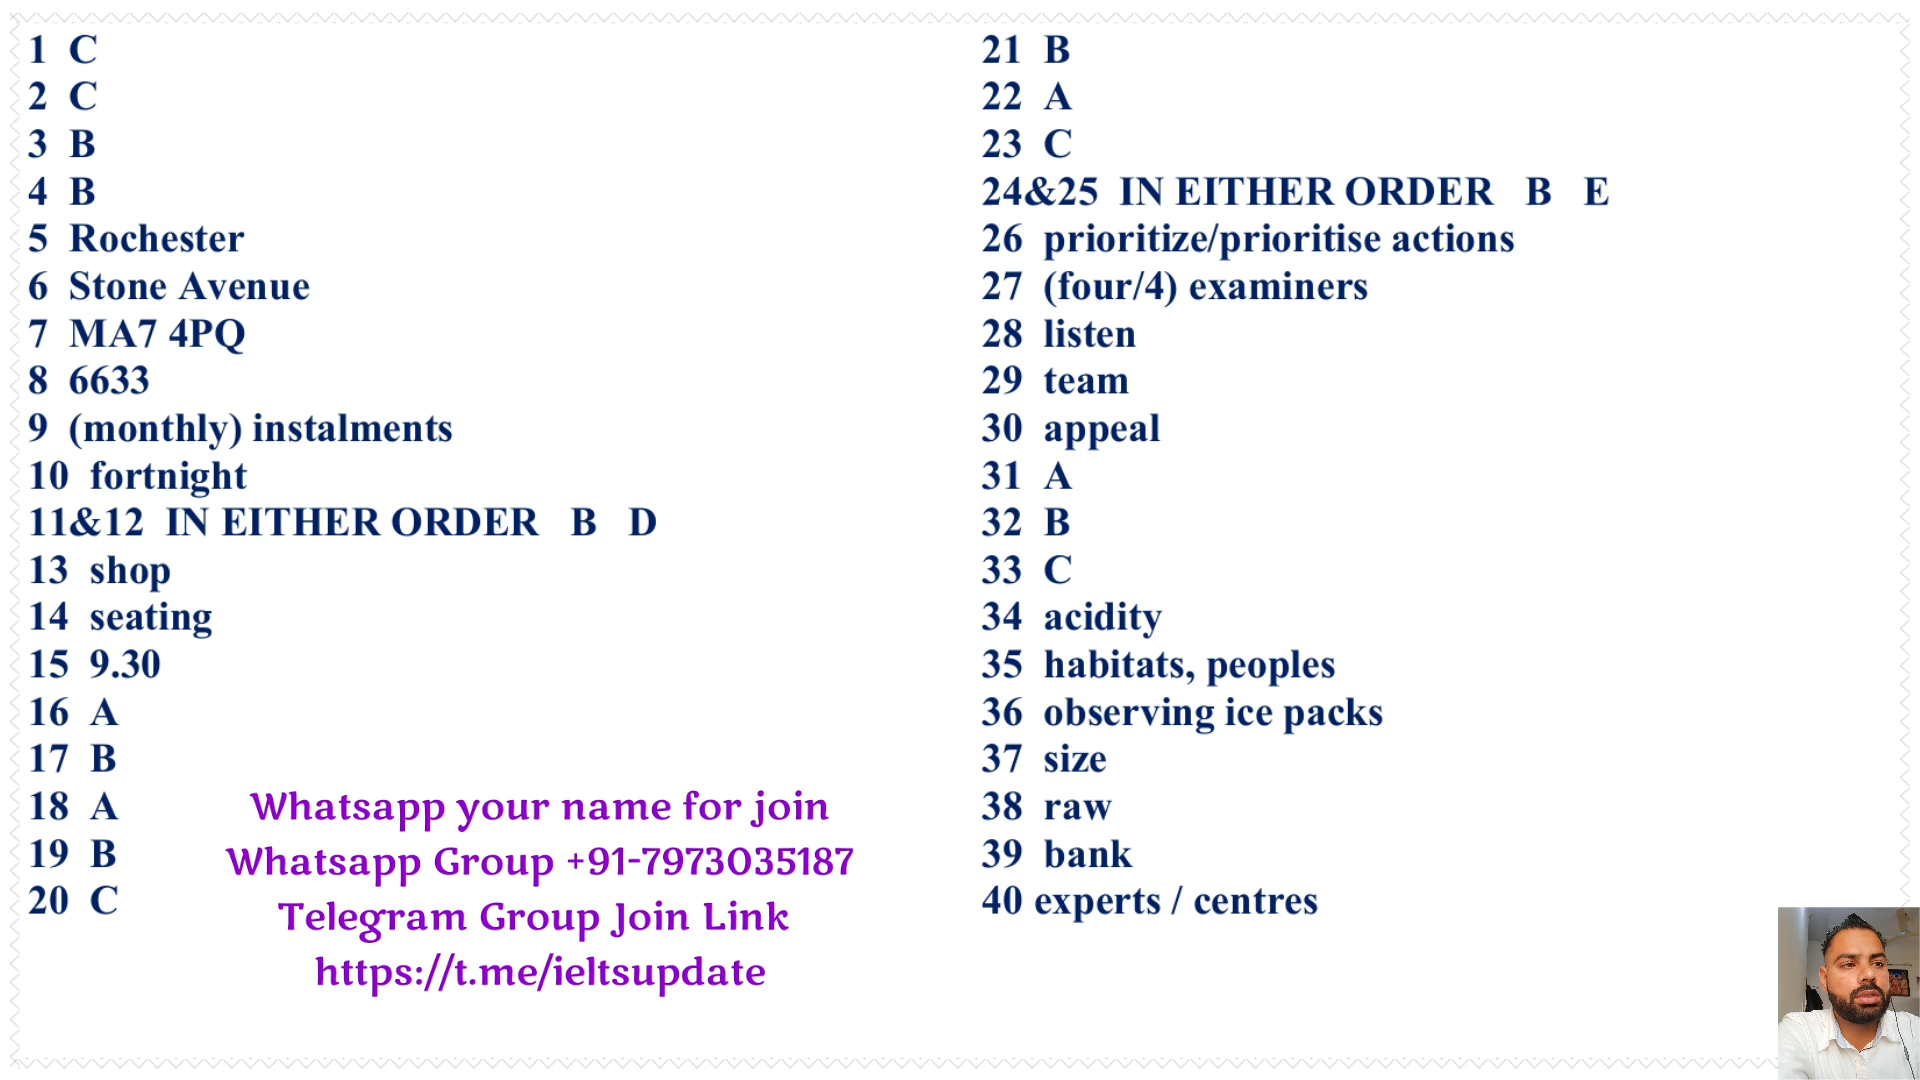 1 C
2 C
3 B
4 B
5 Rochester
6 Stone Avenue
7 MA7 4PQ
8 6633
9 (monthly) instalments
10 fortnight
11&12 IN EITHER ORDER B D
13 shop
14 seating
15 9.30
16 A
17 B
18 A
19 B
20 C
Whatsapp your name for join
Whatsapp Group +91-7973035187
Telegram Group Join Link
https://t.me/ieltsupdate
21 B
22 A
23 C
24&25 IN EITHER ORDER B E
26 prioritize/prioritise actions
27 (four/4) examiners
28 listen
29 team
30 appeal
31 A
32 B
33 C
34 acidity
35 habitats, peoples
36 observing ice packs
37 size
38 raw
39 bank
40 experts / centres